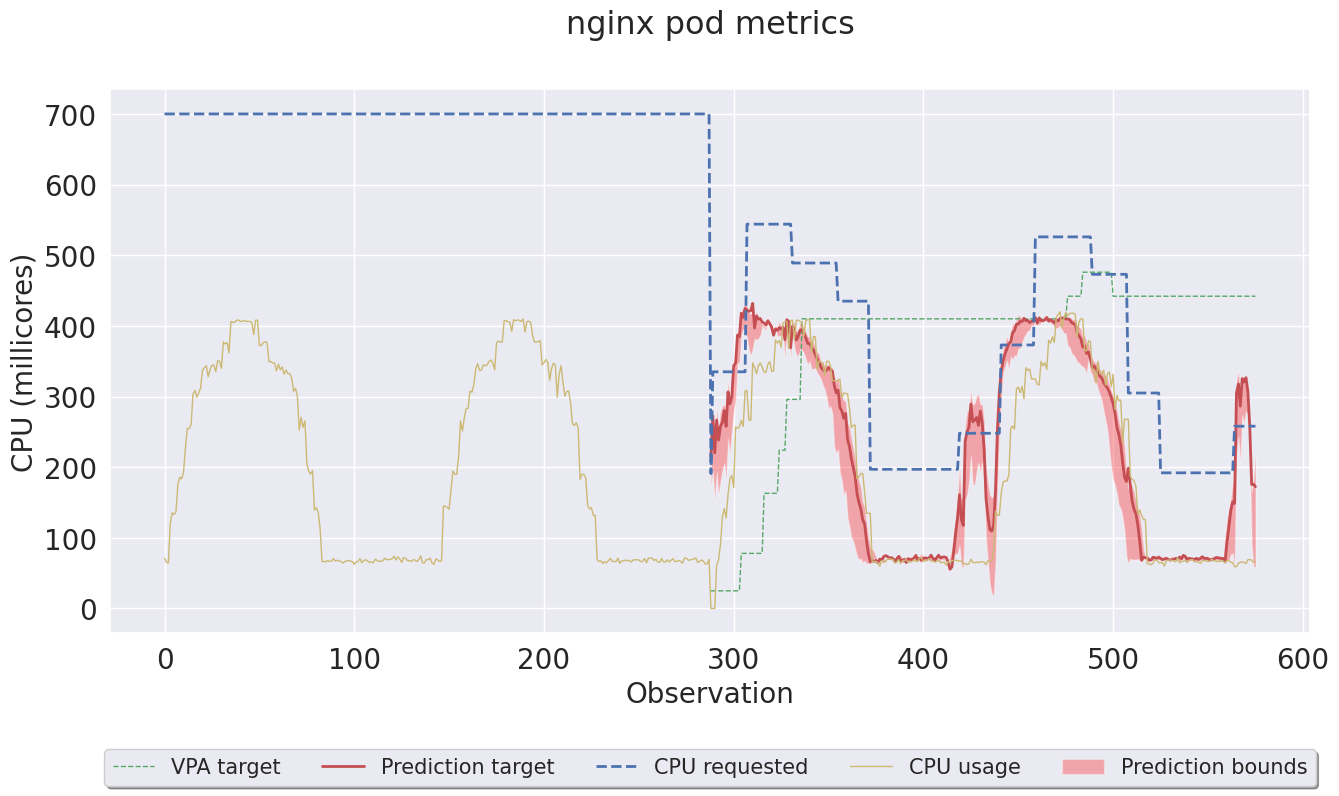 nginx pod metrics
CPU (millicores)
700
600
500
400
300
200
100
0
0 100 200 300 400 500 600
Observation
VPA target Prediction target CPU requested CPU usage Prediction bounds